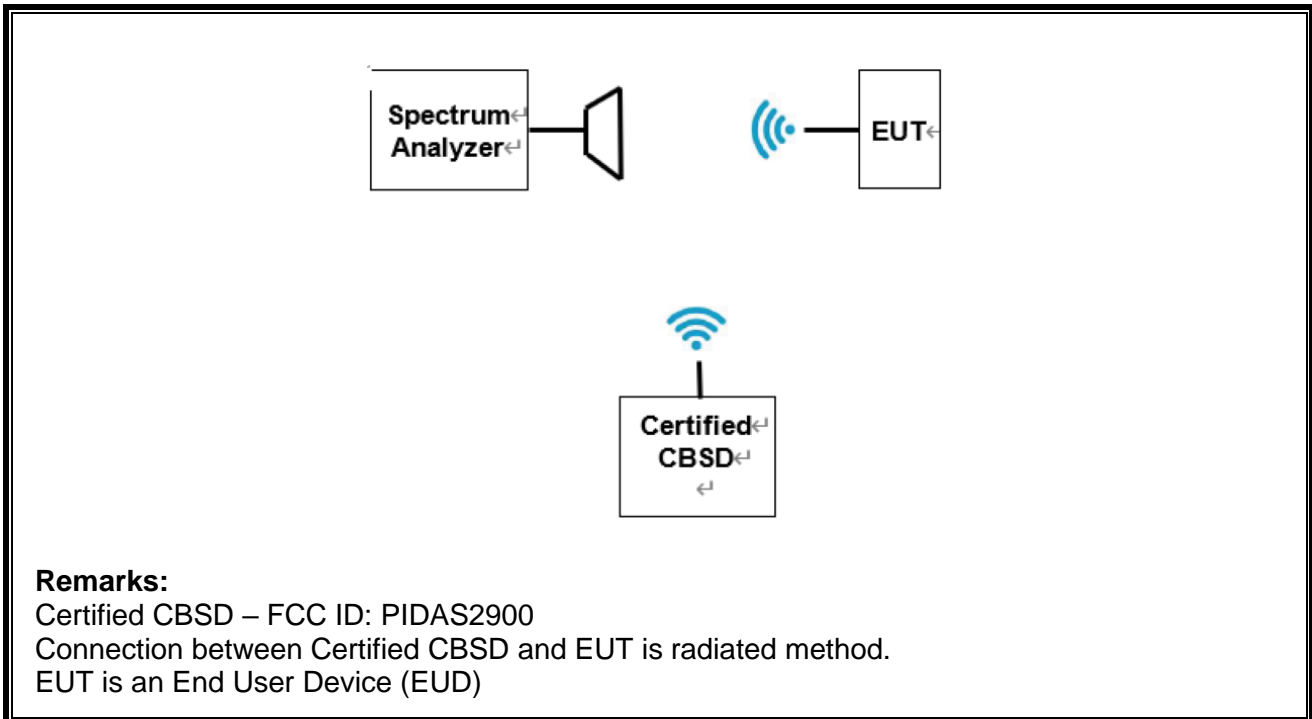 Spectrum↵
Analyzer↵
EUT↵
Certified↵
CBSD↵
↵
Remarks:
Certified CBSD – FCC ID: PIDAS2900
Connection between Certified CBSD and EUT is radiated method.
EUT is an End User Device (EUD)